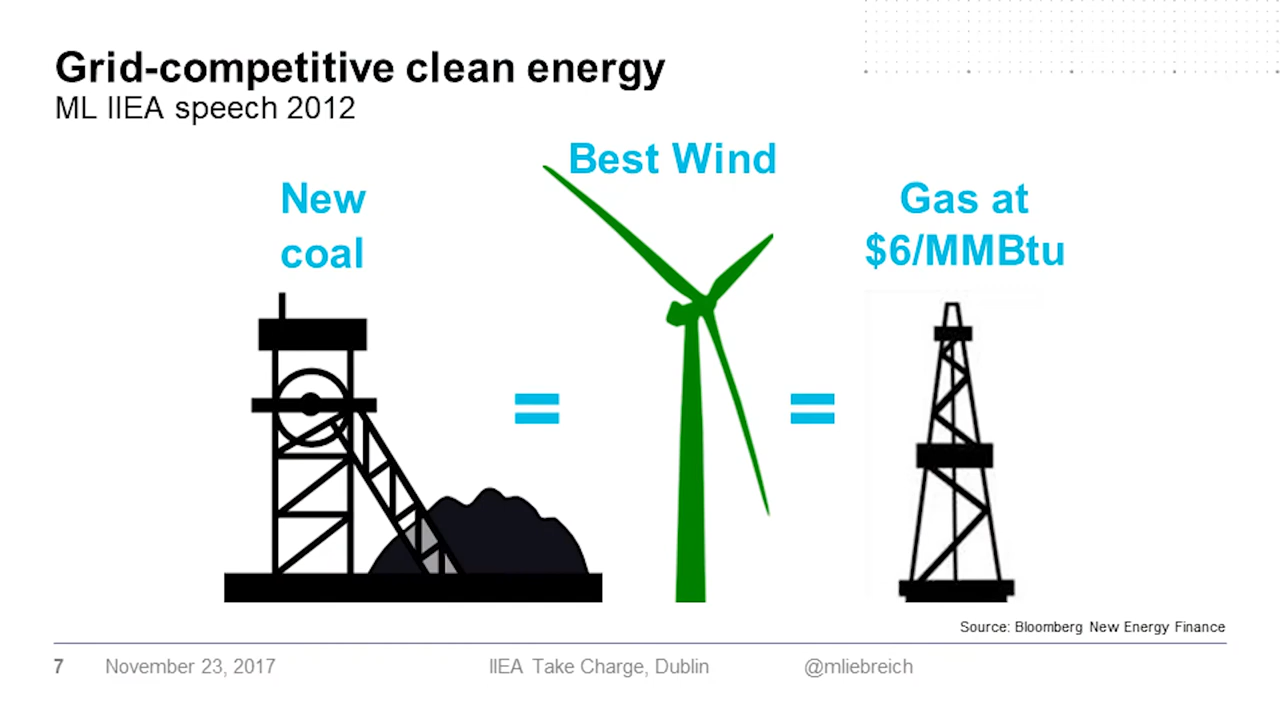 Grid-competitive clean energy
ML IIEA speech 2012
Best Wind
New
coal
Gas at
$6/MMBtu
=
=
Source: Bloomberg New Energy Finance
7 November 23, 2017 IIEA Take Charge, Dublin @mliebreich